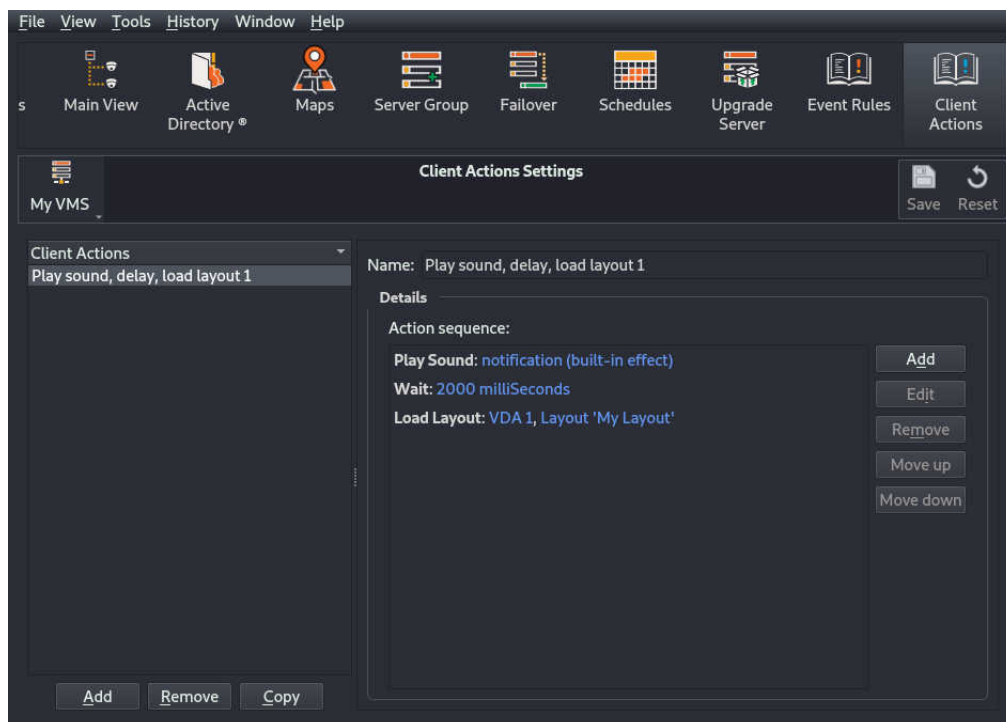 File View Tools History Window Help
s Main View Active Directory ® Maps Server Group Failover Schedules Upgrade Server Event Rules Client Actions
My VMS Client Actions Settings Save Reset
Client Actions
Play sound, delay, load layout 1
Name: Play sound, delay, load layout 1
Details
Action sequence:
Play Sound: notification (built-in effect)
Wait: 2000 milliSeconds
Load Layout: VDA 1, Layout 'My Layout'
Add
Edit
Remove
Move up
Move down
Add Remove Copy